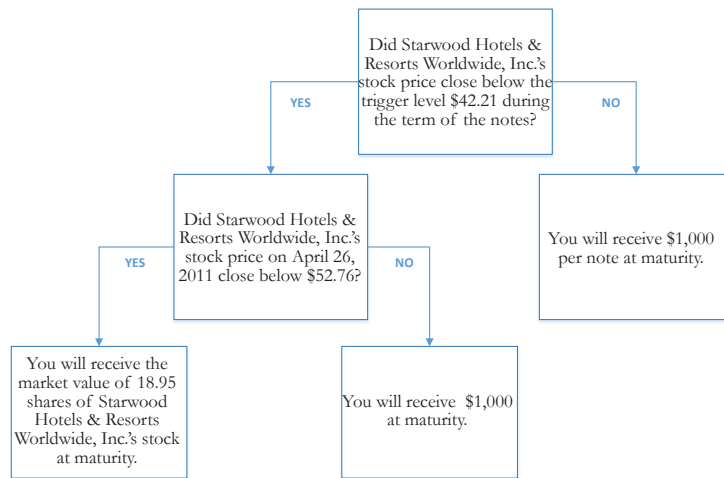 Did Starwood Hotels &
Resorts Worldwide, Inc.'s
stock price close below the
trigger level $42.21 during
the term of the notes?
YES
NO
Did Starwood Hotels &
Resorts Worldwide, Inc.'s
stock price on April 26,
2011 close below $52.76?
You will receive $1,000
per note at maturity.
YES
NO
You will receive the
market value of 18.95
shares of Starwood
Hotels & Resorts
Worldwide, Inc.'s stock
at maturity.
You will receive $1,000
at maturity.